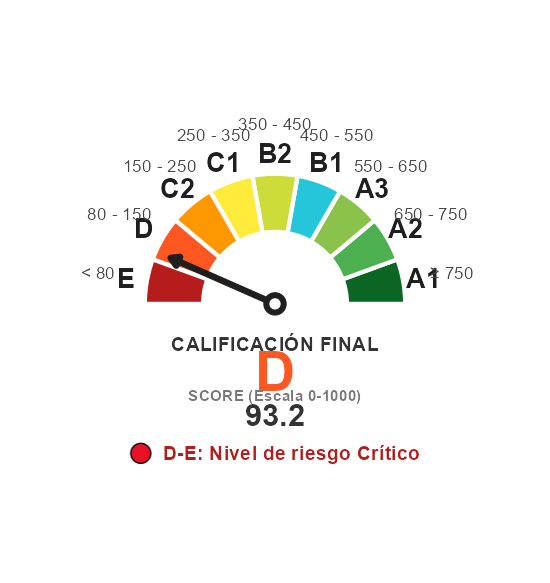 350 - 450
250 - 350
450 - 550
B2
C1
B1
150 - 250
550 - 650
C2
A3
80 - 150
650 - 750
D
A2
< 80
E
A1
≥ 750
CALIFICACIÓN FINAL
D
SCORE (Escala 0-1000)
93.2
D-E: Nivel de riesgo Crítico